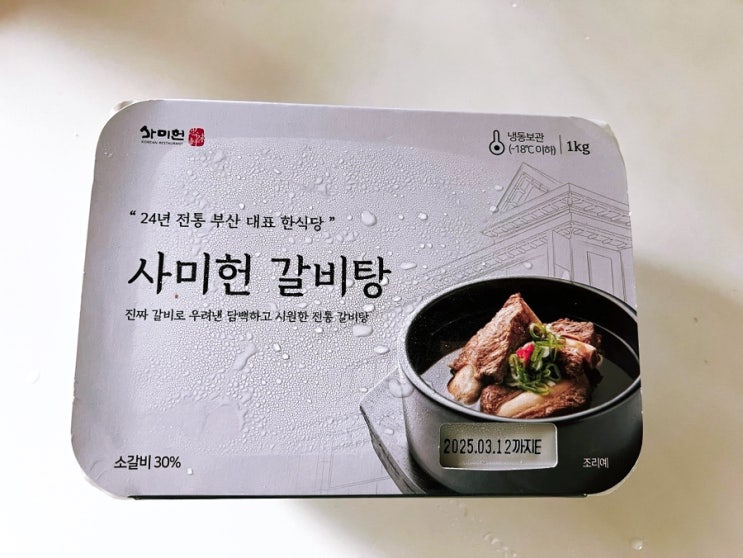 사미헌
KOREAN RESTAURANT
냉동보관
(-18℃ 이하)
1kg
“ 24년 전통 부산 대표 한식당 ”
사미헌 갈비탕
진짜 갈비로 우려낸 담백하고 시원한 전통 갈비탕
2025.03.12까지E
소갈비 30%
조리예